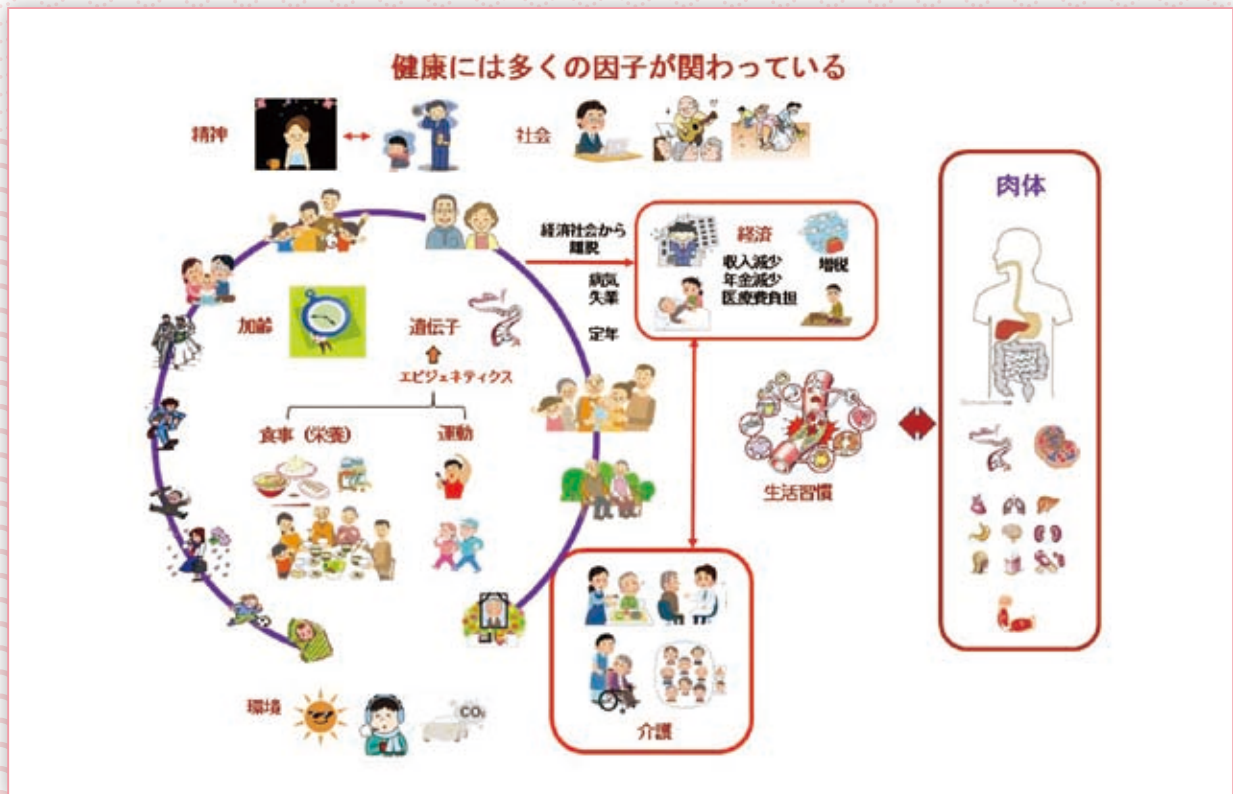 健康には多くの因子が関わっている
精神
社会
肉体
経済社会から
離脱
病気
失業
定年
経済
収入減少
年金減少
医療費負担
増税
加齢
遺伝子
エピジェネティクス
食事（栄養）
運動
生活習慣
介護
環境
CO₂